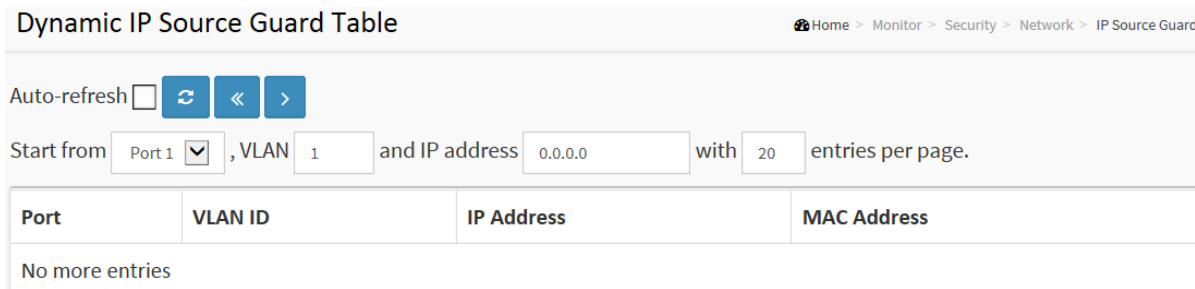 Dynamic IP Source Guard Table
Home > Monitor > Security > Network > IP Source Guard
Auto-refresh
Start from Port 1 , VLAN 1 and IP address 0.0.0.0 with 20 entries per page.
Port VLAN ID IP Address MAC Address
No more entries